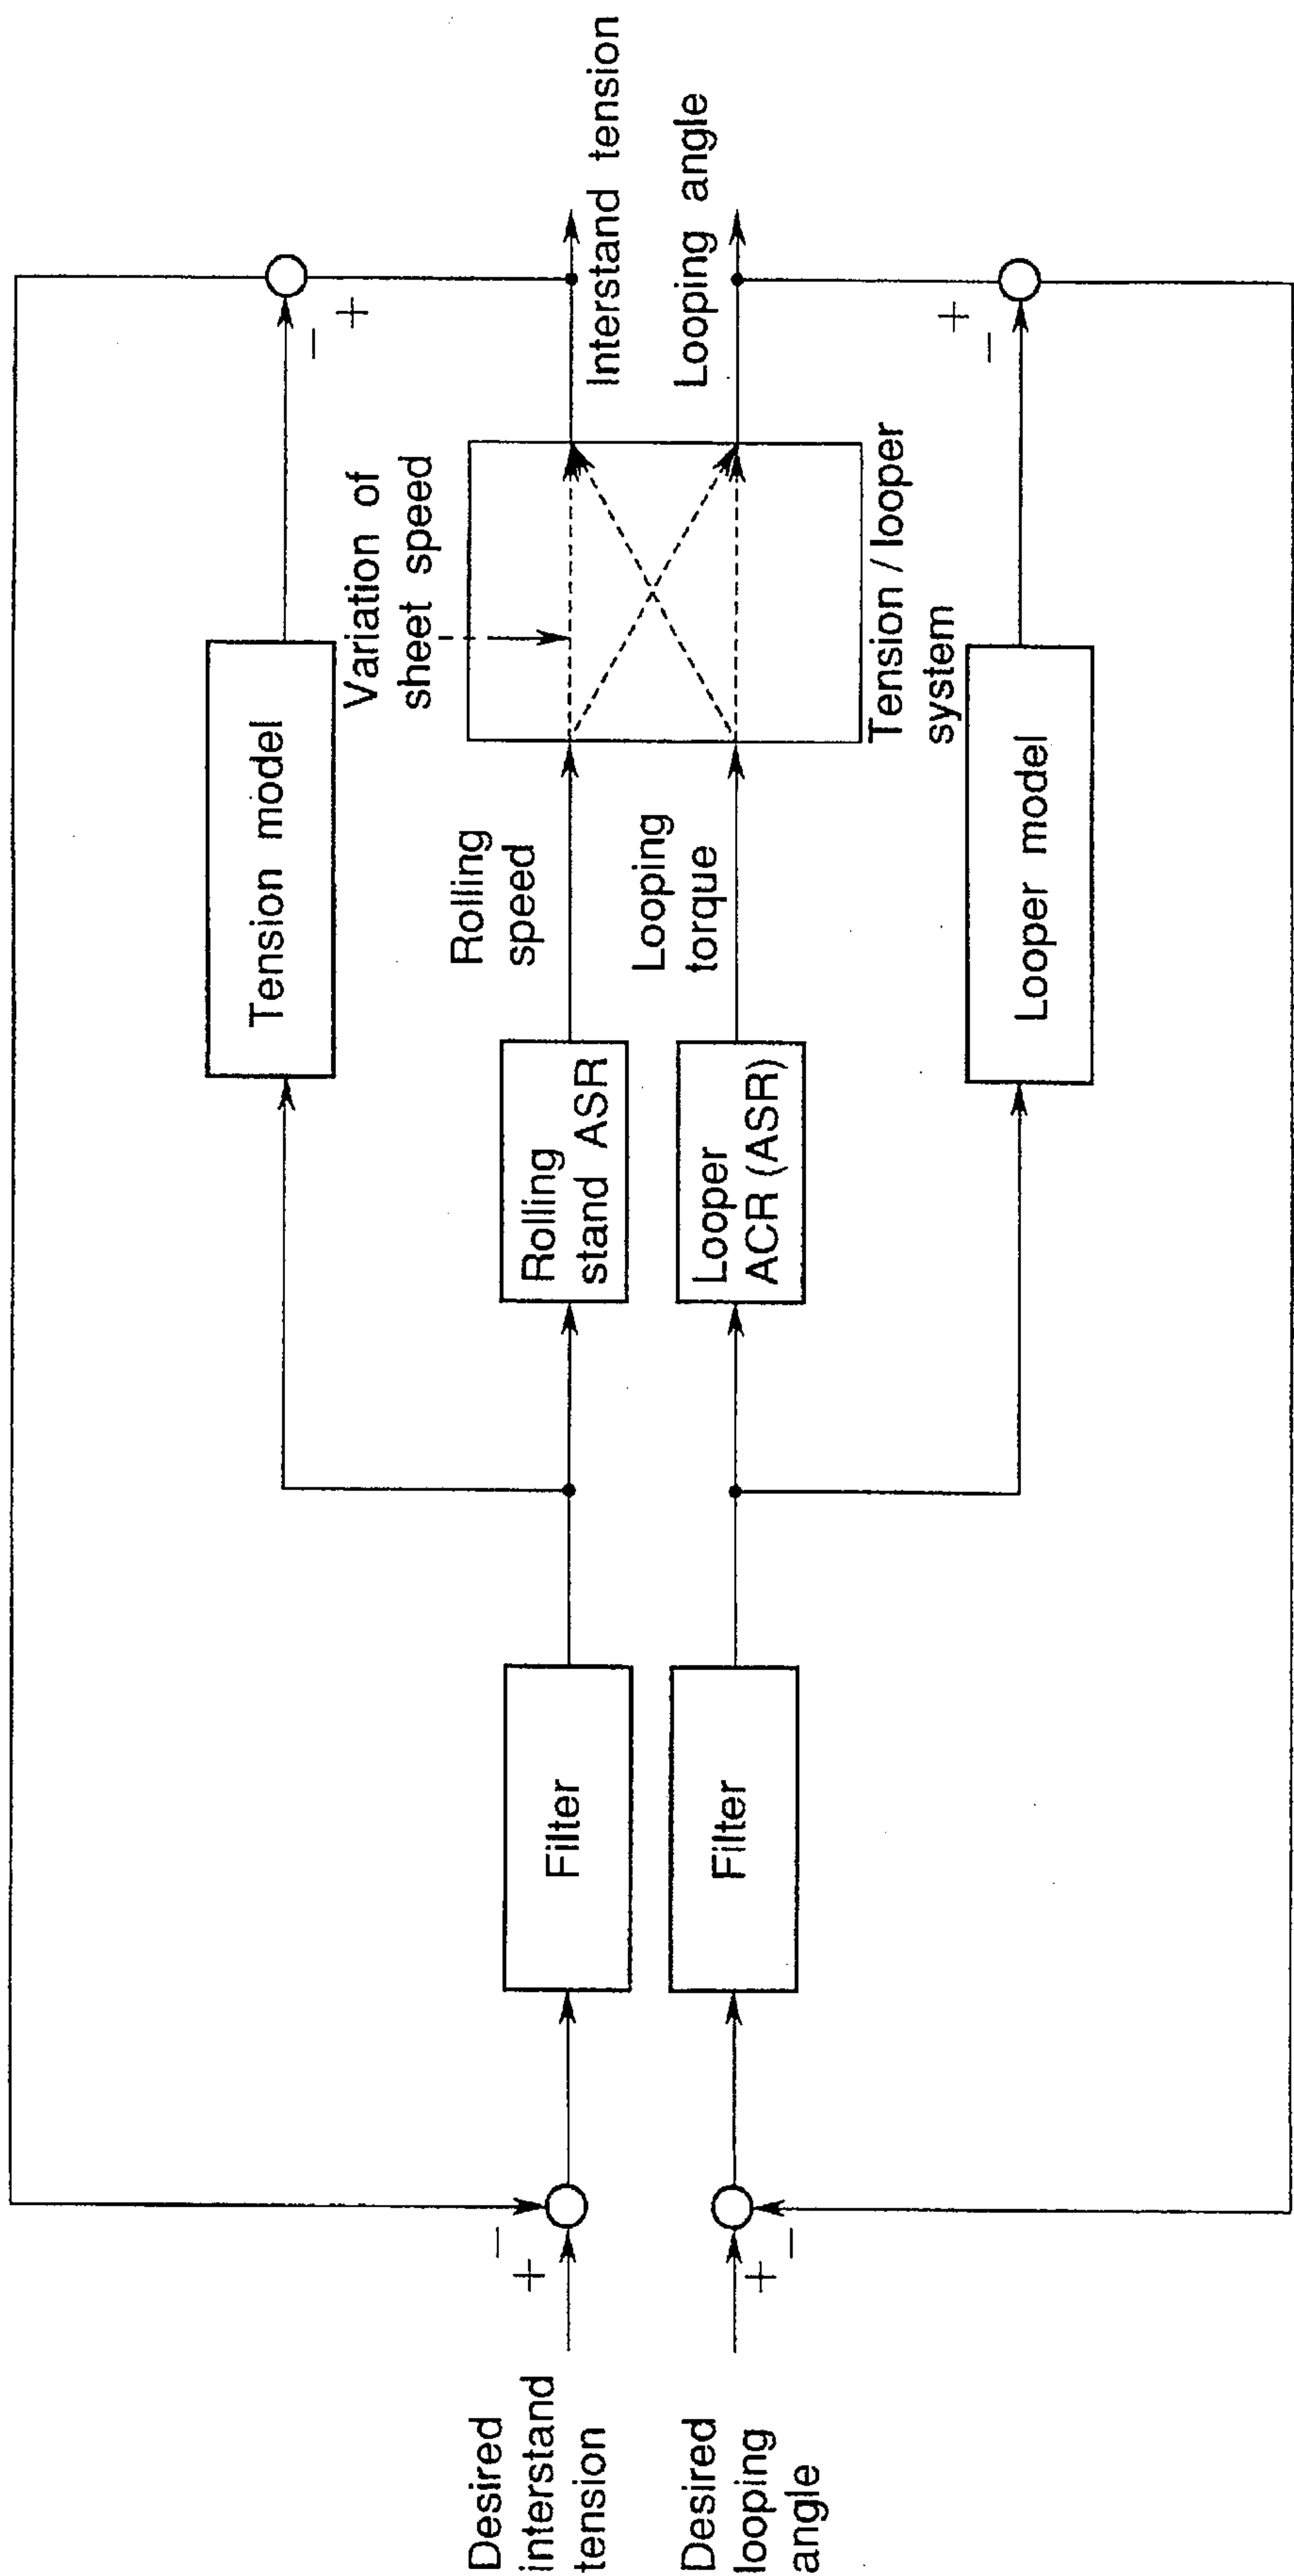 Desired
interstand
tension
Desired
looping
angle
+
−
+
−
Filter
Filter
Tension model
Rolling
stand ASR
Looper
ACR (ASR)
Looper model
Rolling
speed
Looping
torque
Variation of
sheet speed
Tension / looper
system
−
+
+
−
Interstand tension
Looping angle